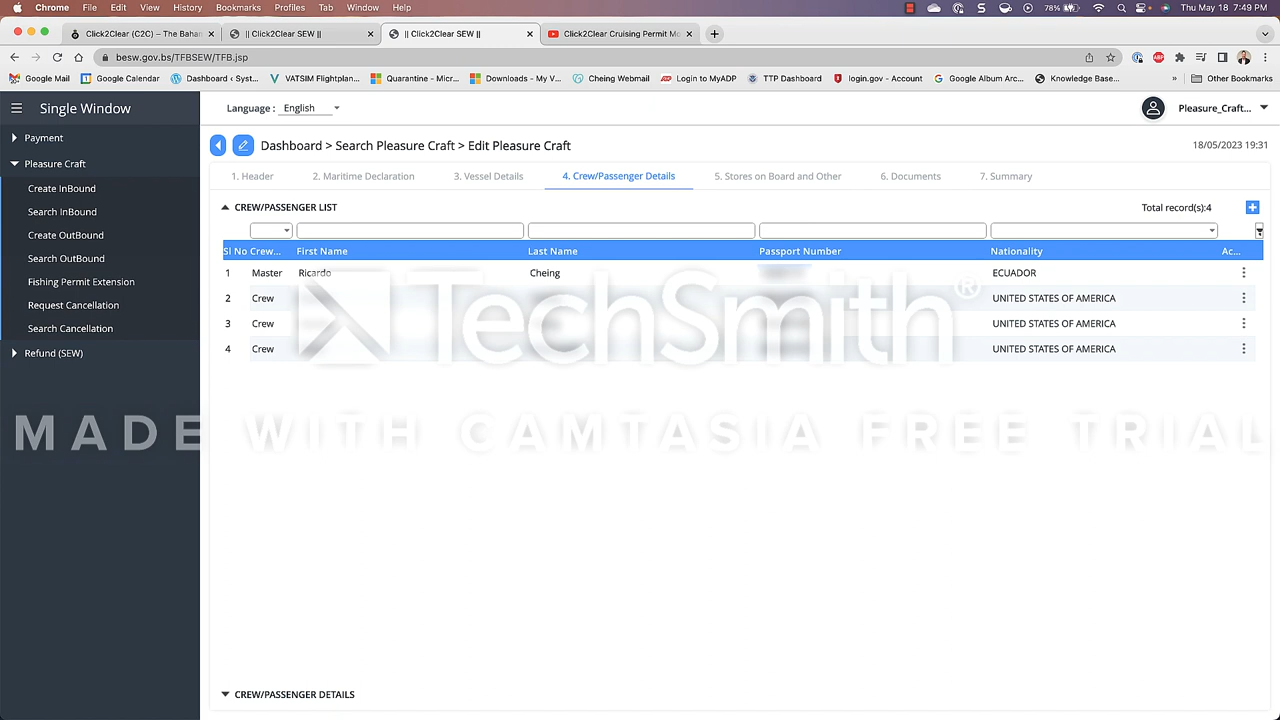 Chrome File Edit View History Bookmarks Profiles Tab Window Help 78% Thu May 18 7:49 PM
Click2Clear (C2C) – The Baha || Click2Clear SEW || || Click2Clear SEW || Click2Clear Cruising Permit Mo
besw.gov.bs/TFBSEW/TFB.jsp
Google Mail Google Calendar Dashboard ‹ Syst... VATSIM Flightplan... Quarantine - Micr... Downloads - My V... Cheing Webmail Login to MyADP TTP Dashboard login.gov - Account Google Album Arc... Knowledge Base... » Other Bookmarks
Single Window
Language : English
Pleasure_Craft...
Payment
Pleasure Craft
Create InBound
Search InBound
Create OutBound
Search OutBound
Fishing Permit Extension
Request Cancellation
Search Cancellation
Refund (SEW)
Dashboard > Search Pleasure Craft > Edit Pleasure Craft
18/05/2023 19:31
1. Header 2. Maritime Declaration 3. Vessel Details 4. Crew/Passenger Details 5. Stores on Board and Other 6. Documents 7. Summary
CREW/PASSENGER LIST Total record(s):4
Sl No Crew... First Name Last Name Passport Number Nationality Ac...
1 Master Ricardo Cheing ECUADOR
2 Crew UNITED STATES OF AMERICA
3 Crew UNITED STATES OF AMERICA
4 Crew UNITED STATES OF AMERICA
TechSmith®
MADE WITH CAMTASIA FREE TRIAL
CREW/PASSENGER DETAILS